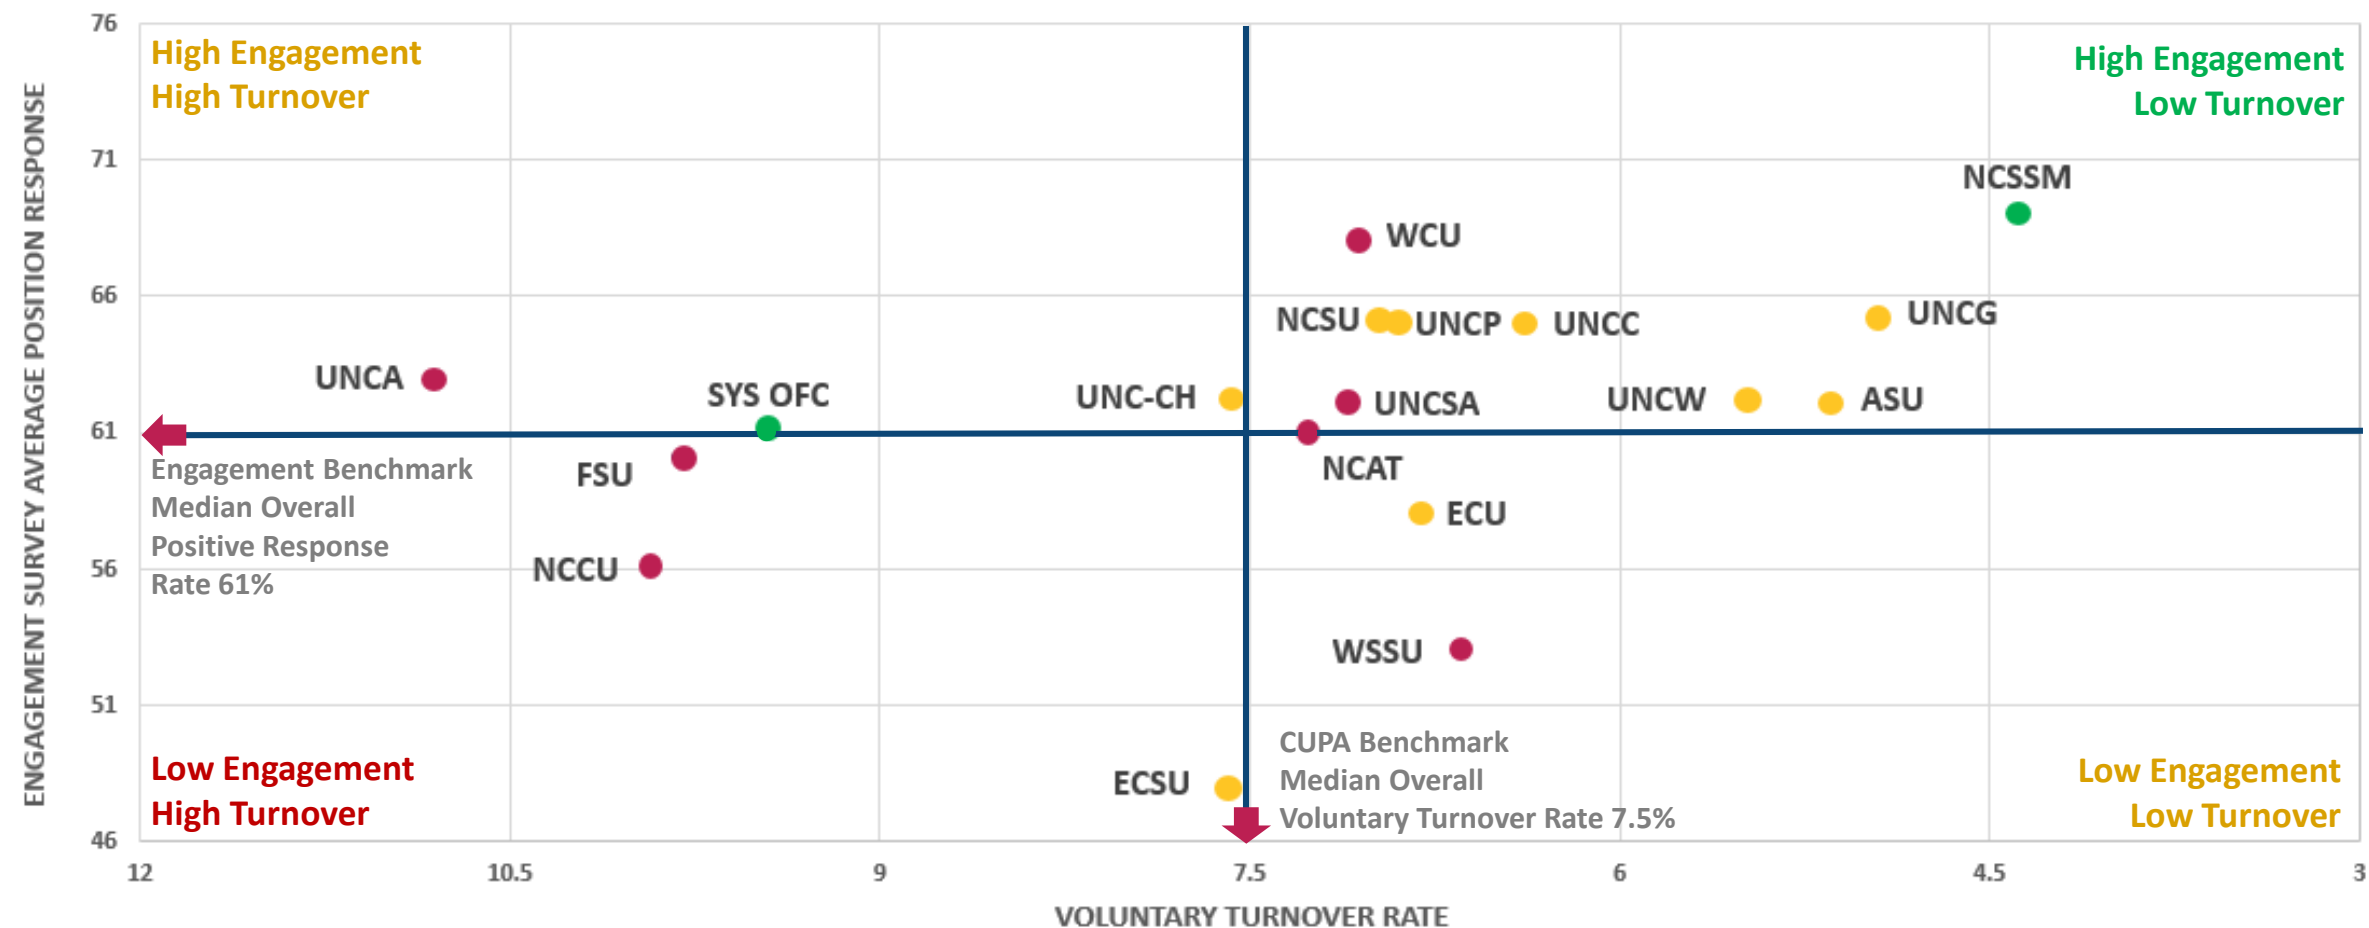 ENGAGEMENT SURVEY AVERAGE POSITION RESPONSE
76
71
66
61
56
51
46
High Engagement
High Turnover
High Engagement
Low Turnover
NCSSM
WCU
NCSU
UNCP
UNCC
UNCG
UNCA
SYS OFC
UNC-CH
UNCSA
UNCW
ASU
FSU
NCAT
Engagement Benchmark
Median Overall
Positive Response
Rate 61%
ECU
NCCU
WSSU
ECSU
CUPA Benchmark
Median Overall
Voluntary Turnover Rate 7.5%
Low Engagement
High Turnover
Low Engagement
Low Turnover
12
10.5
9
7.5
6
4.5
3
VOLUNTARY TURNOVER RATE